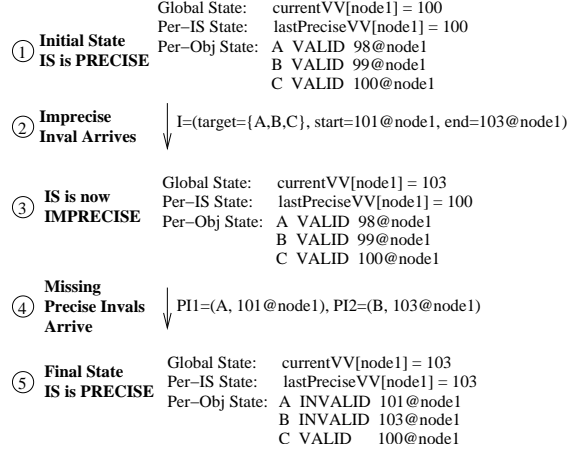 Global State: currentVV[node1] = 100
Per–IS State: lastPreciseVV[node1] = 100
1 Initial State
IS is PRECISE
Per–Obj State: A VALID 98@node1
B VALID 99@node1
C VALID 100@node1
2 Imprecise
Inval Arrives
I=(target={A,B,C}, start=101@node1, end=103@node1)
3 IS is now
IMPRECISE
Global State: currentVV[node1] = 103
Per–IS State: lastPreciseVV[node1] = 100
Per–Obj State: A VALID 98@node1
B VALID 99@node1
C VALID 100@node1
4 Missing
Precise Invals
Arrive
PI1=(A, 101@node1), PI2=(B, 103@node1)
5 Final State
IS is PRECISE
Global State: currentVV[node1] = 103
Per–IS State: lastPreciseVV[node1] = 103
Per–Obj State: A INVALID 101@node1
B INVALID 103@node1
C VALID 100@node1